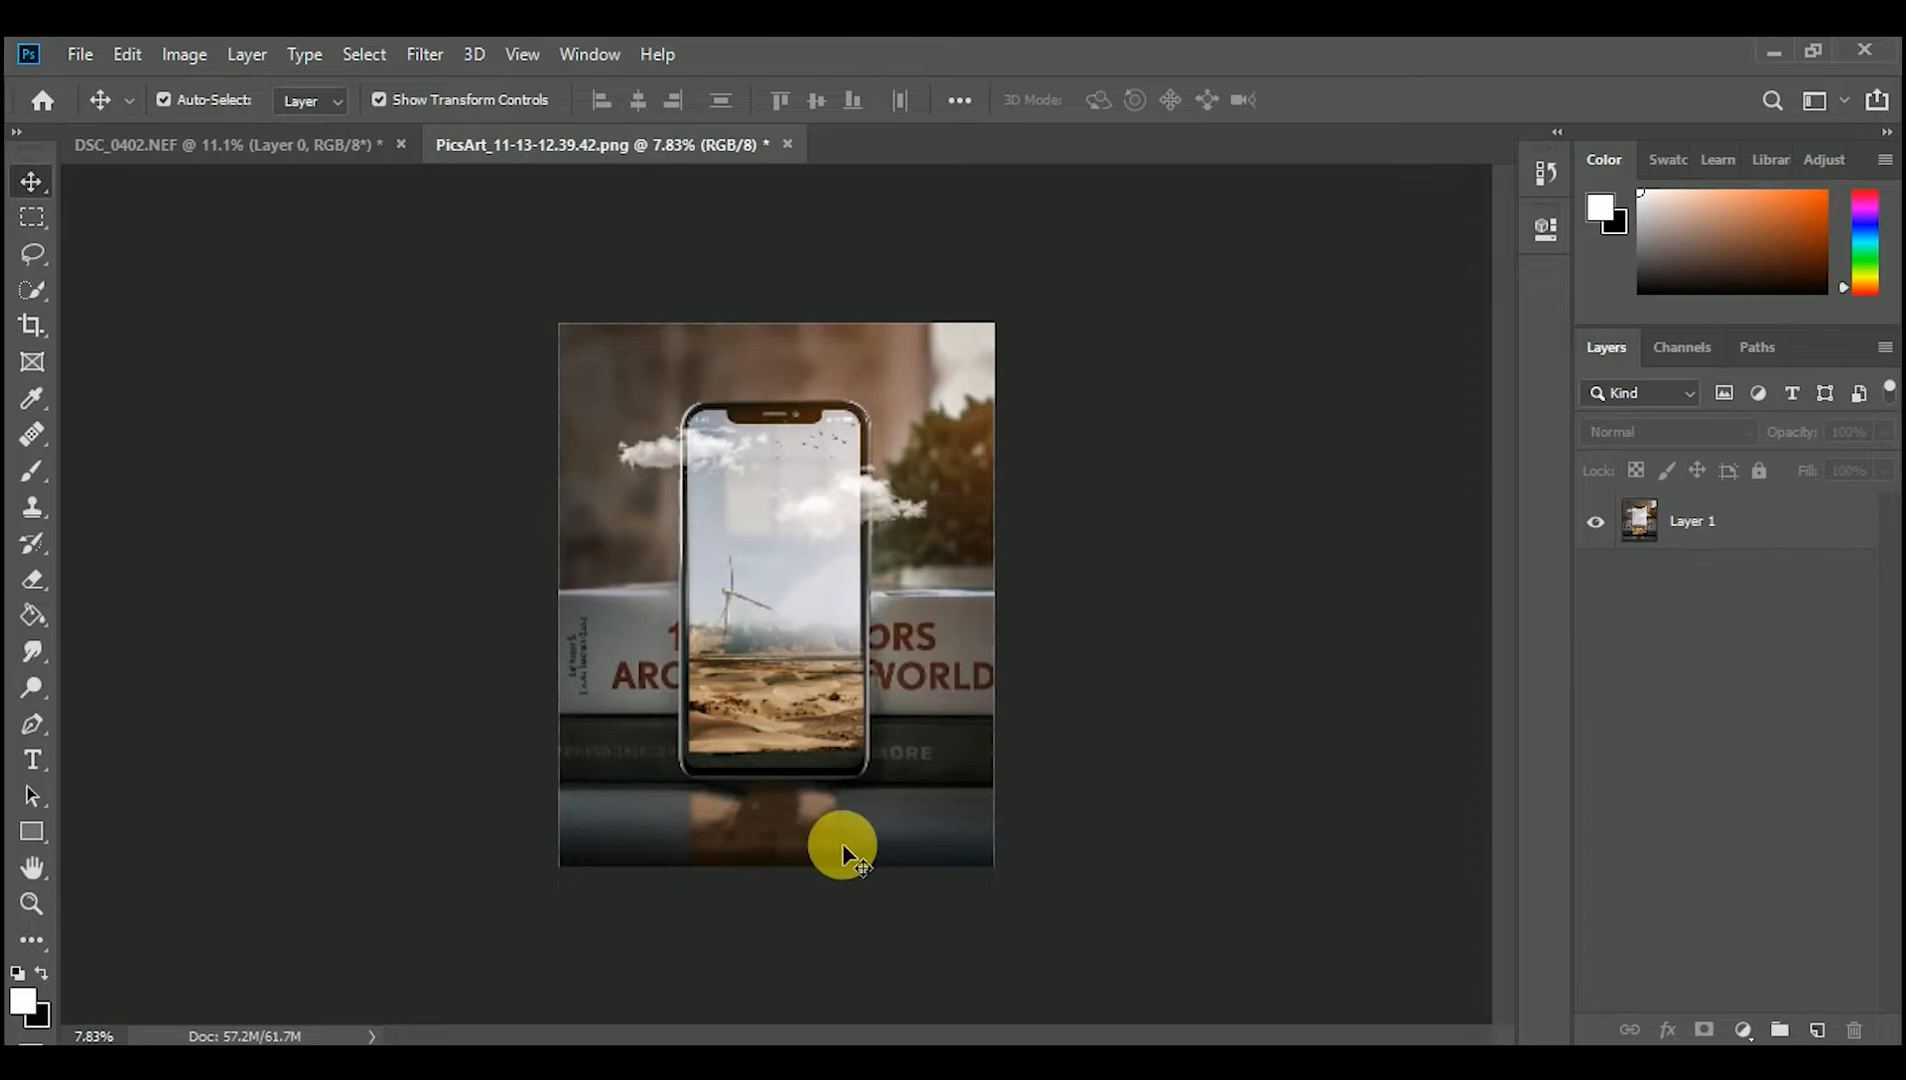 Ps File Edit Image Layer Type Select Filter 3D View Window Help
Auto-Select: Layer Show Transform Controls 3D Mode:
DSC_0402.NEF @ 11.1% (Layer 0, RGB/8*) * PicsArt_11-13-12.39.42.png @ 7.83% (RGB/8) *
Color Swatc Learn Librar Adjust
Layers Channels Paths
Kind
Normal Opacity: 100%
Lock: Fill: 100%
Layer 1
1 ORS
ARC WORLD
ORE
7.83% Doc: 57.2M/61.7M